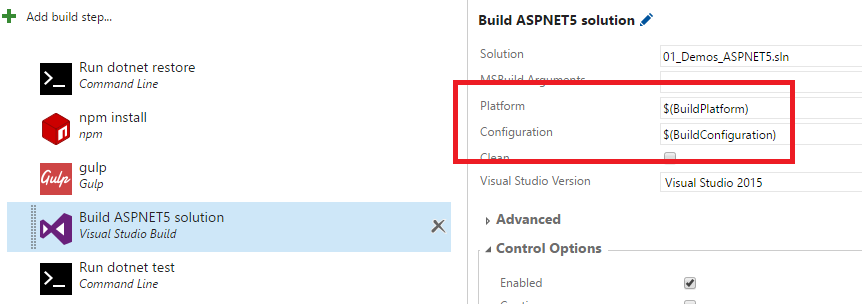 Add build step...
Run dotnet restore
Command Line
npm install
npm
gulp
Gulp
Build ASPNET5 solution
Visual Studio Build
Run dotnet test
Command Line
Build ASPNET5 solution
Solution 01_Demos_ASPNET5.sln
MSBuild Arguments
Platform $(BuildPlatform)
Configuration $(BuildConfiguration)
Clean
Visual Studio Version Visual Studio 2015
Advanced
Control Options
Enabled